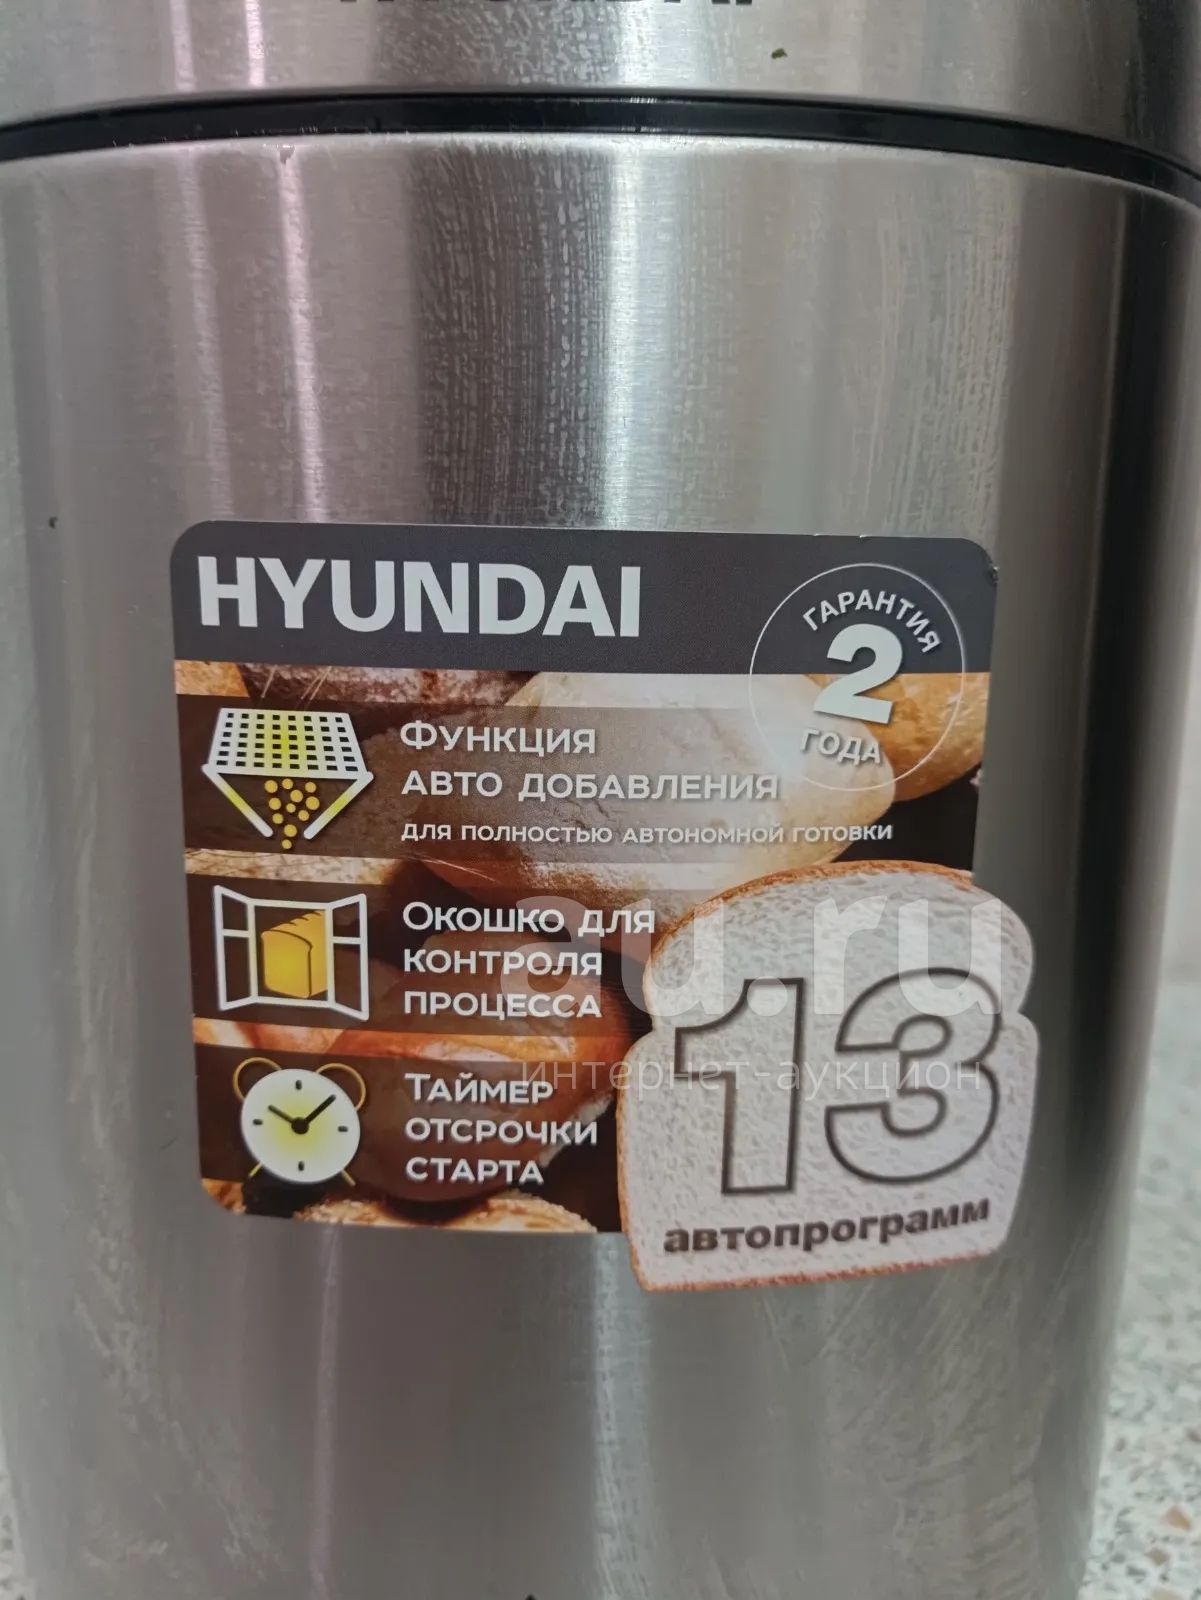 HYUNDAI
HYUNDAI
ГАРАНТИЯ
2
ГОДА
ФУНКЦИЯ
АВТО ДОБАВЛЕНИЯ
ДЛЯ ПОЛНОСТЬЮ АВТОНОМНОЙ ГОТОВКИ
ОКОШКО ДЛЯ
КОНТРОЛЯ
ПРОЦЕССА
ТАЙМЕР
ОТСРОЧКИ
СТАРТА
13
автопрограмм
au.ru
интернет-аукцион